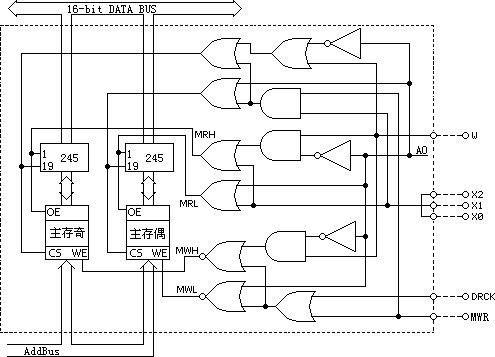 16-bit DATA BUS
W
A0
MRH
1
245
19
1
245
19
X2
MRL
X1
X0
OE
OE
主存奇
主存偶
MWH
CS WE
CS WE
MWL
DRCK
MWR
AddBus